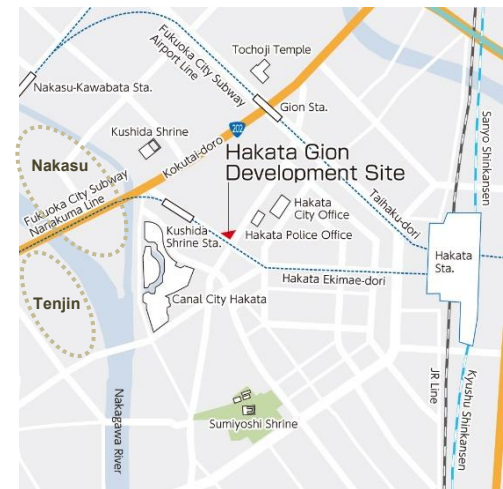 Fukuoka City Subway
Airport Line
Tochoji Temple
Nakasu-Kawabata Sta.
Gion Sta.
Sanyo Shinkansen
202
Kushida Shrine
Kokutai-doro
Hakata Gion
Development Site
Nakasu
Fukuoka City Subway
Nanakuma Line
Taihaku-dori
Hakata
City Office
Kushida
Shrine Sta.
Hakata Police Office
Hakata
Sta.
Hakata Ekimae-dori
Tenjin
Canal City Hakata
Nakagawa River
JR Line
Kyushu Shinkansen
Sumiyoshi Shrine